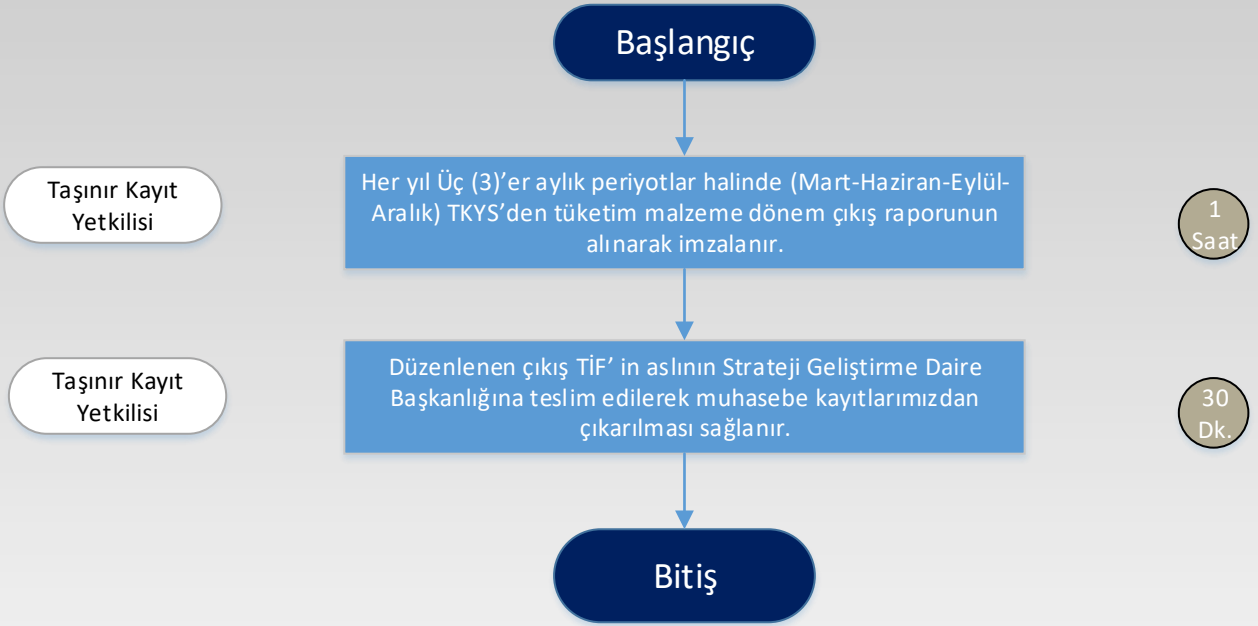 Başlangıç
Taşınır Kayıt
Yetkilisi
Her yıl Üç (3)’er aylık periyotlar halinde (Mart-Haziran-Eylül-
Aralık) TKYS’den tüketim malzeme dönem çıkış raporunun
alınarak imzalanır.
1
Saat
Taşınır Kayıt
Yetkilisi
Düzenlenen çıkış TİF’ in aslının Strateji Geliştirme Daire
Başkanlığına teslim edilerek muhasebe kayıtlarımızdan
çıkarılması sağlanır.
30
Dk.
Bitiş